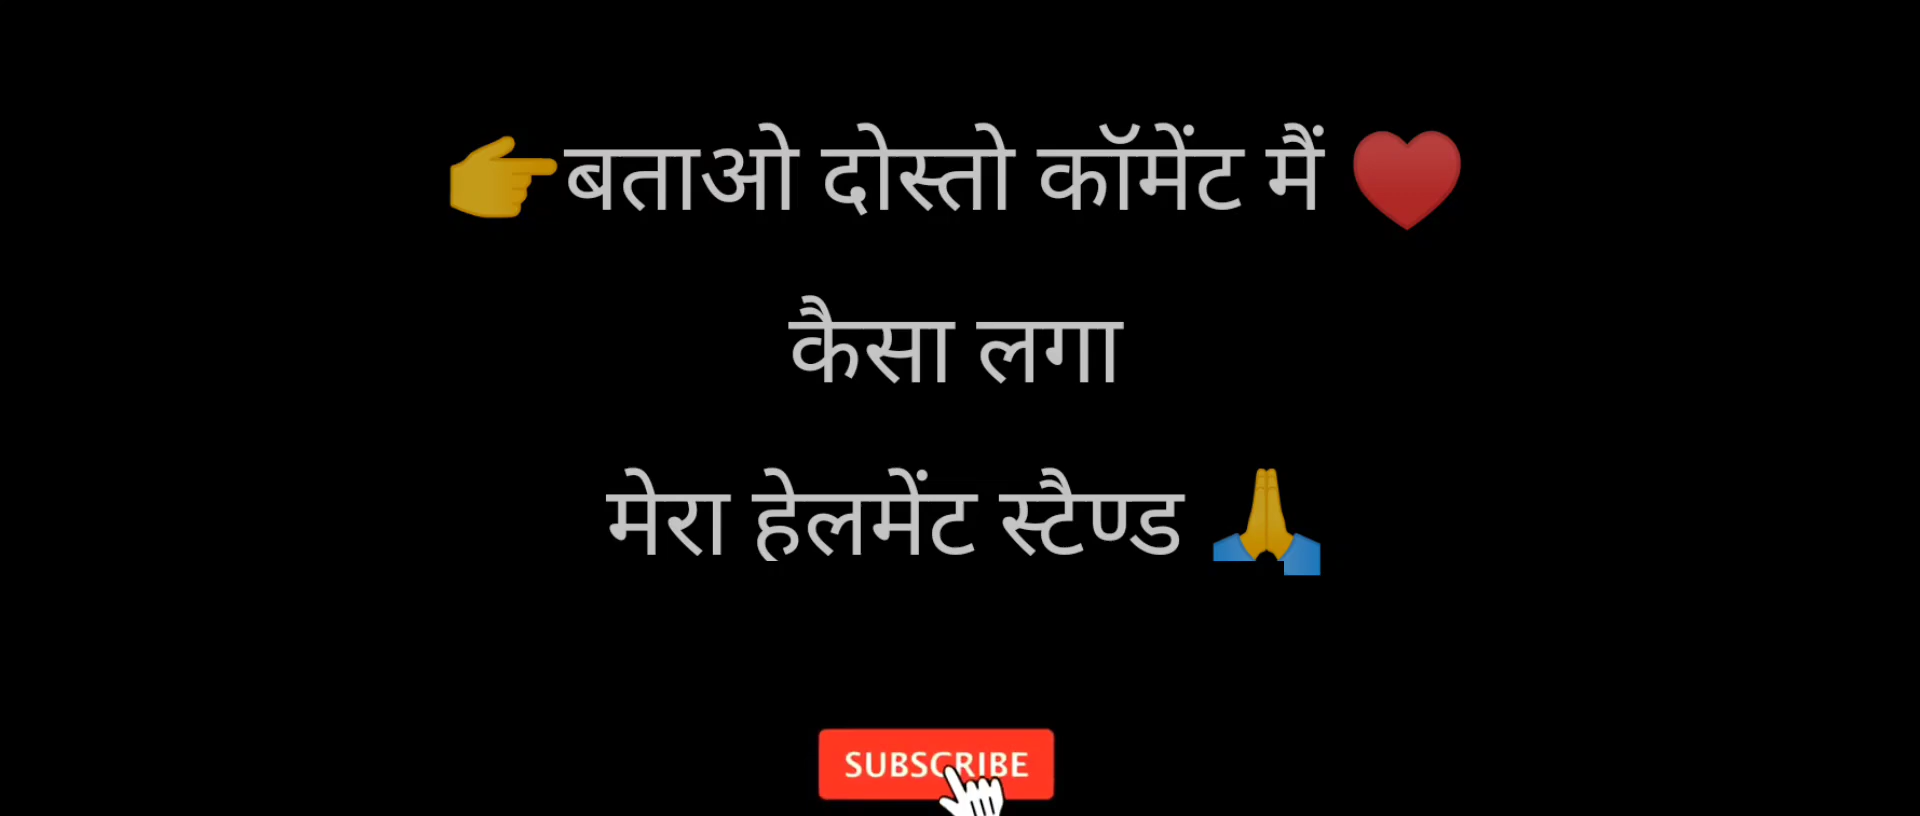 👉बताओ दोस्तो कॉमेंट मैं ❤️
कैसा लगा
मेरा हेलमेंट स्टैण्ड 🙏
SUBSCRIBE